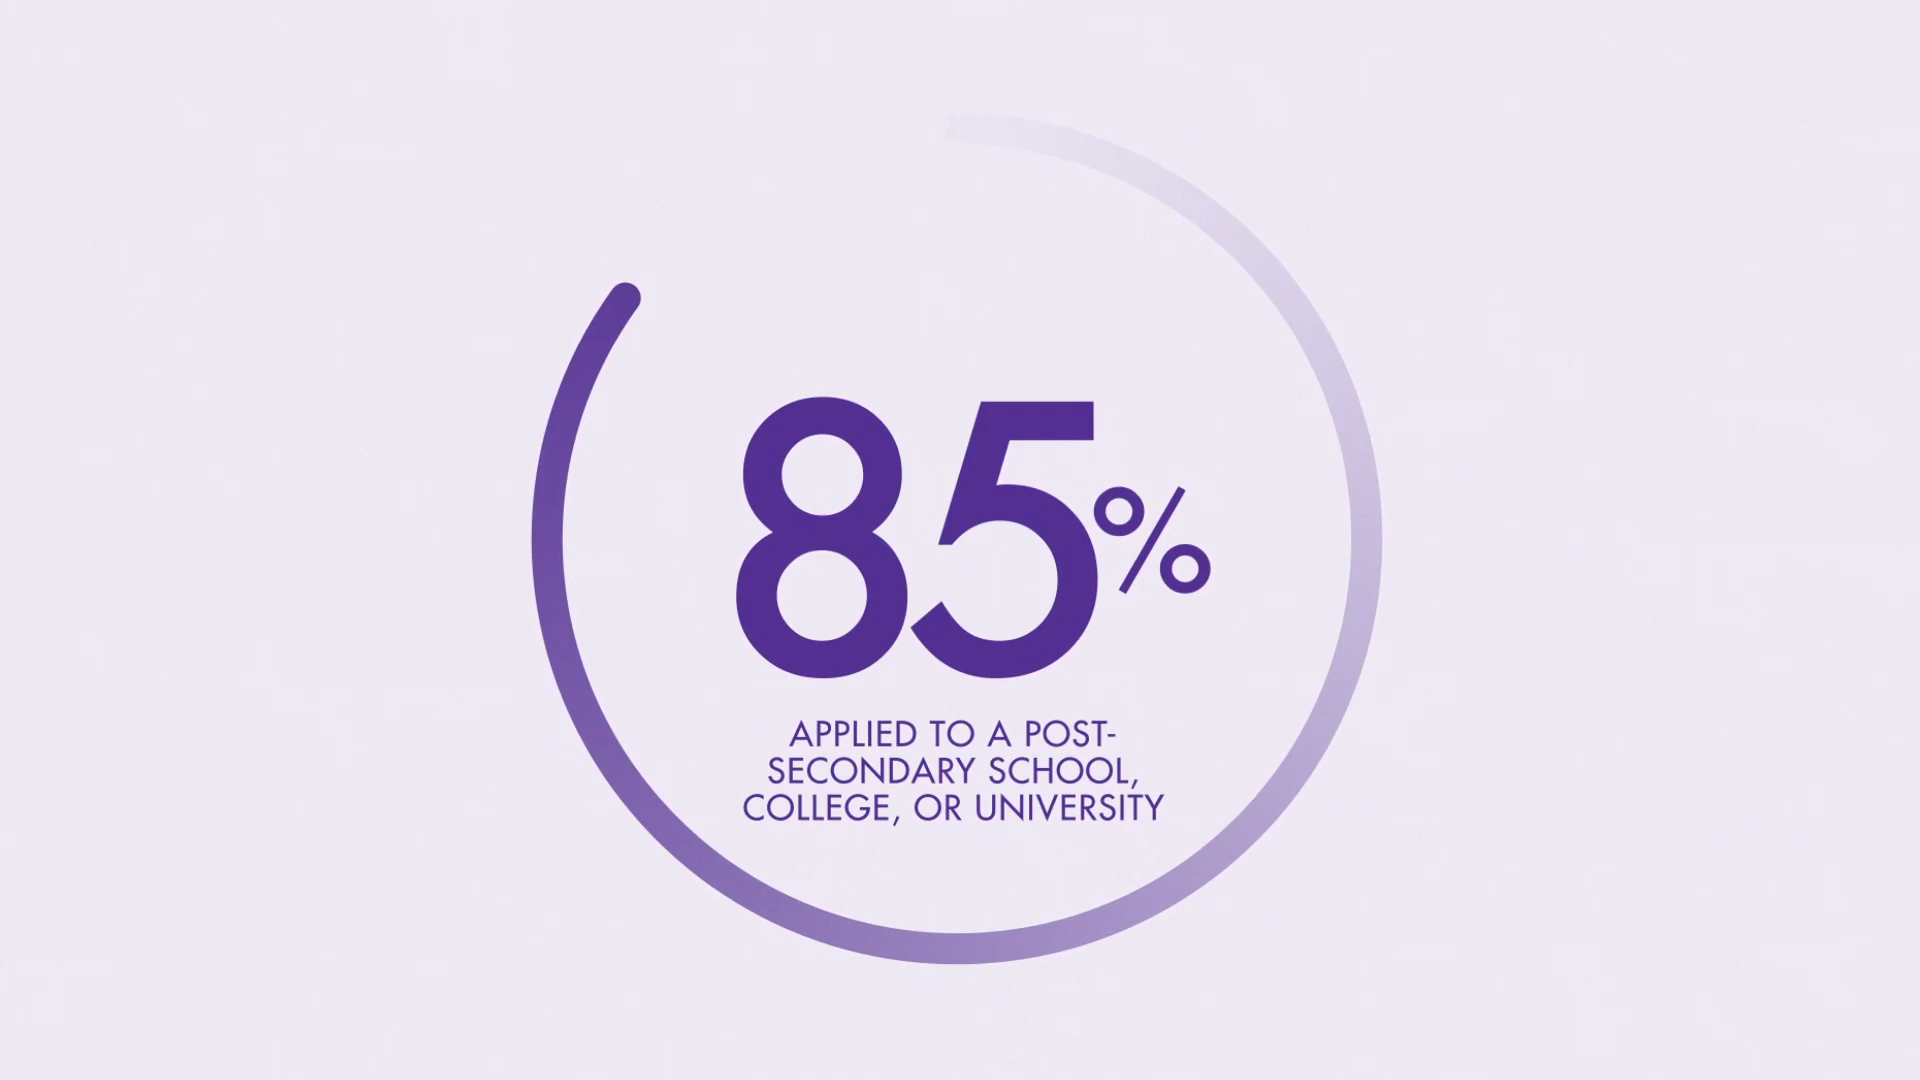 85%
APPLIED TO A POST-
SECONDARY SCHOOL,
COLLEGE, OR UNIVERSITY